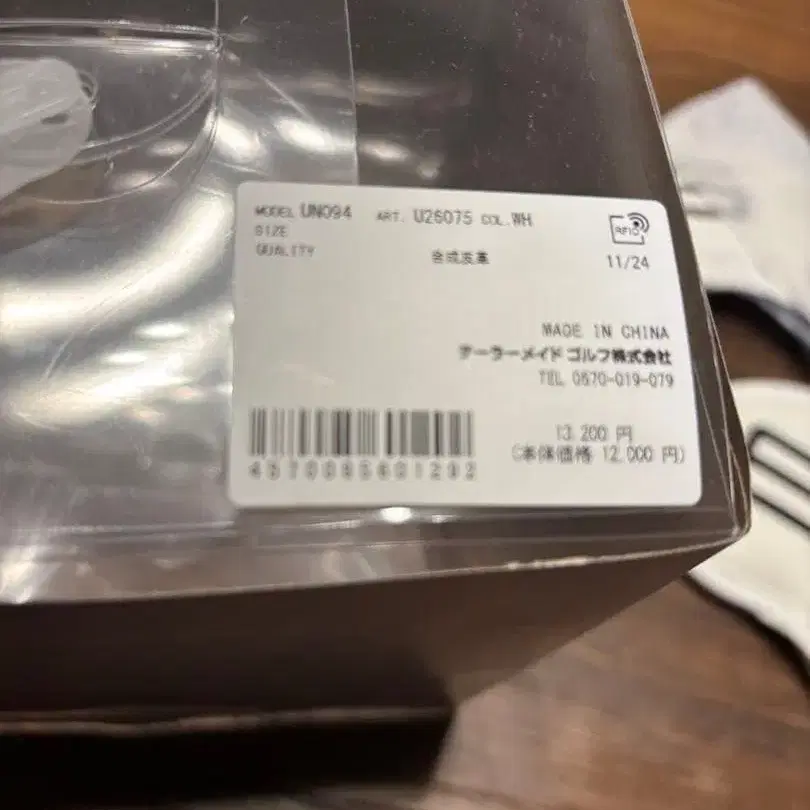 MODEL UN094 ART. U26075 COL. WH
SIZE
QUALITY 合成皮革
RFID
11/24
MADE IN CHINA
テーラーメイド ゴルフ株式会社
TEL 0570-019-079
13,200 円
(本体価格 12,000 円)